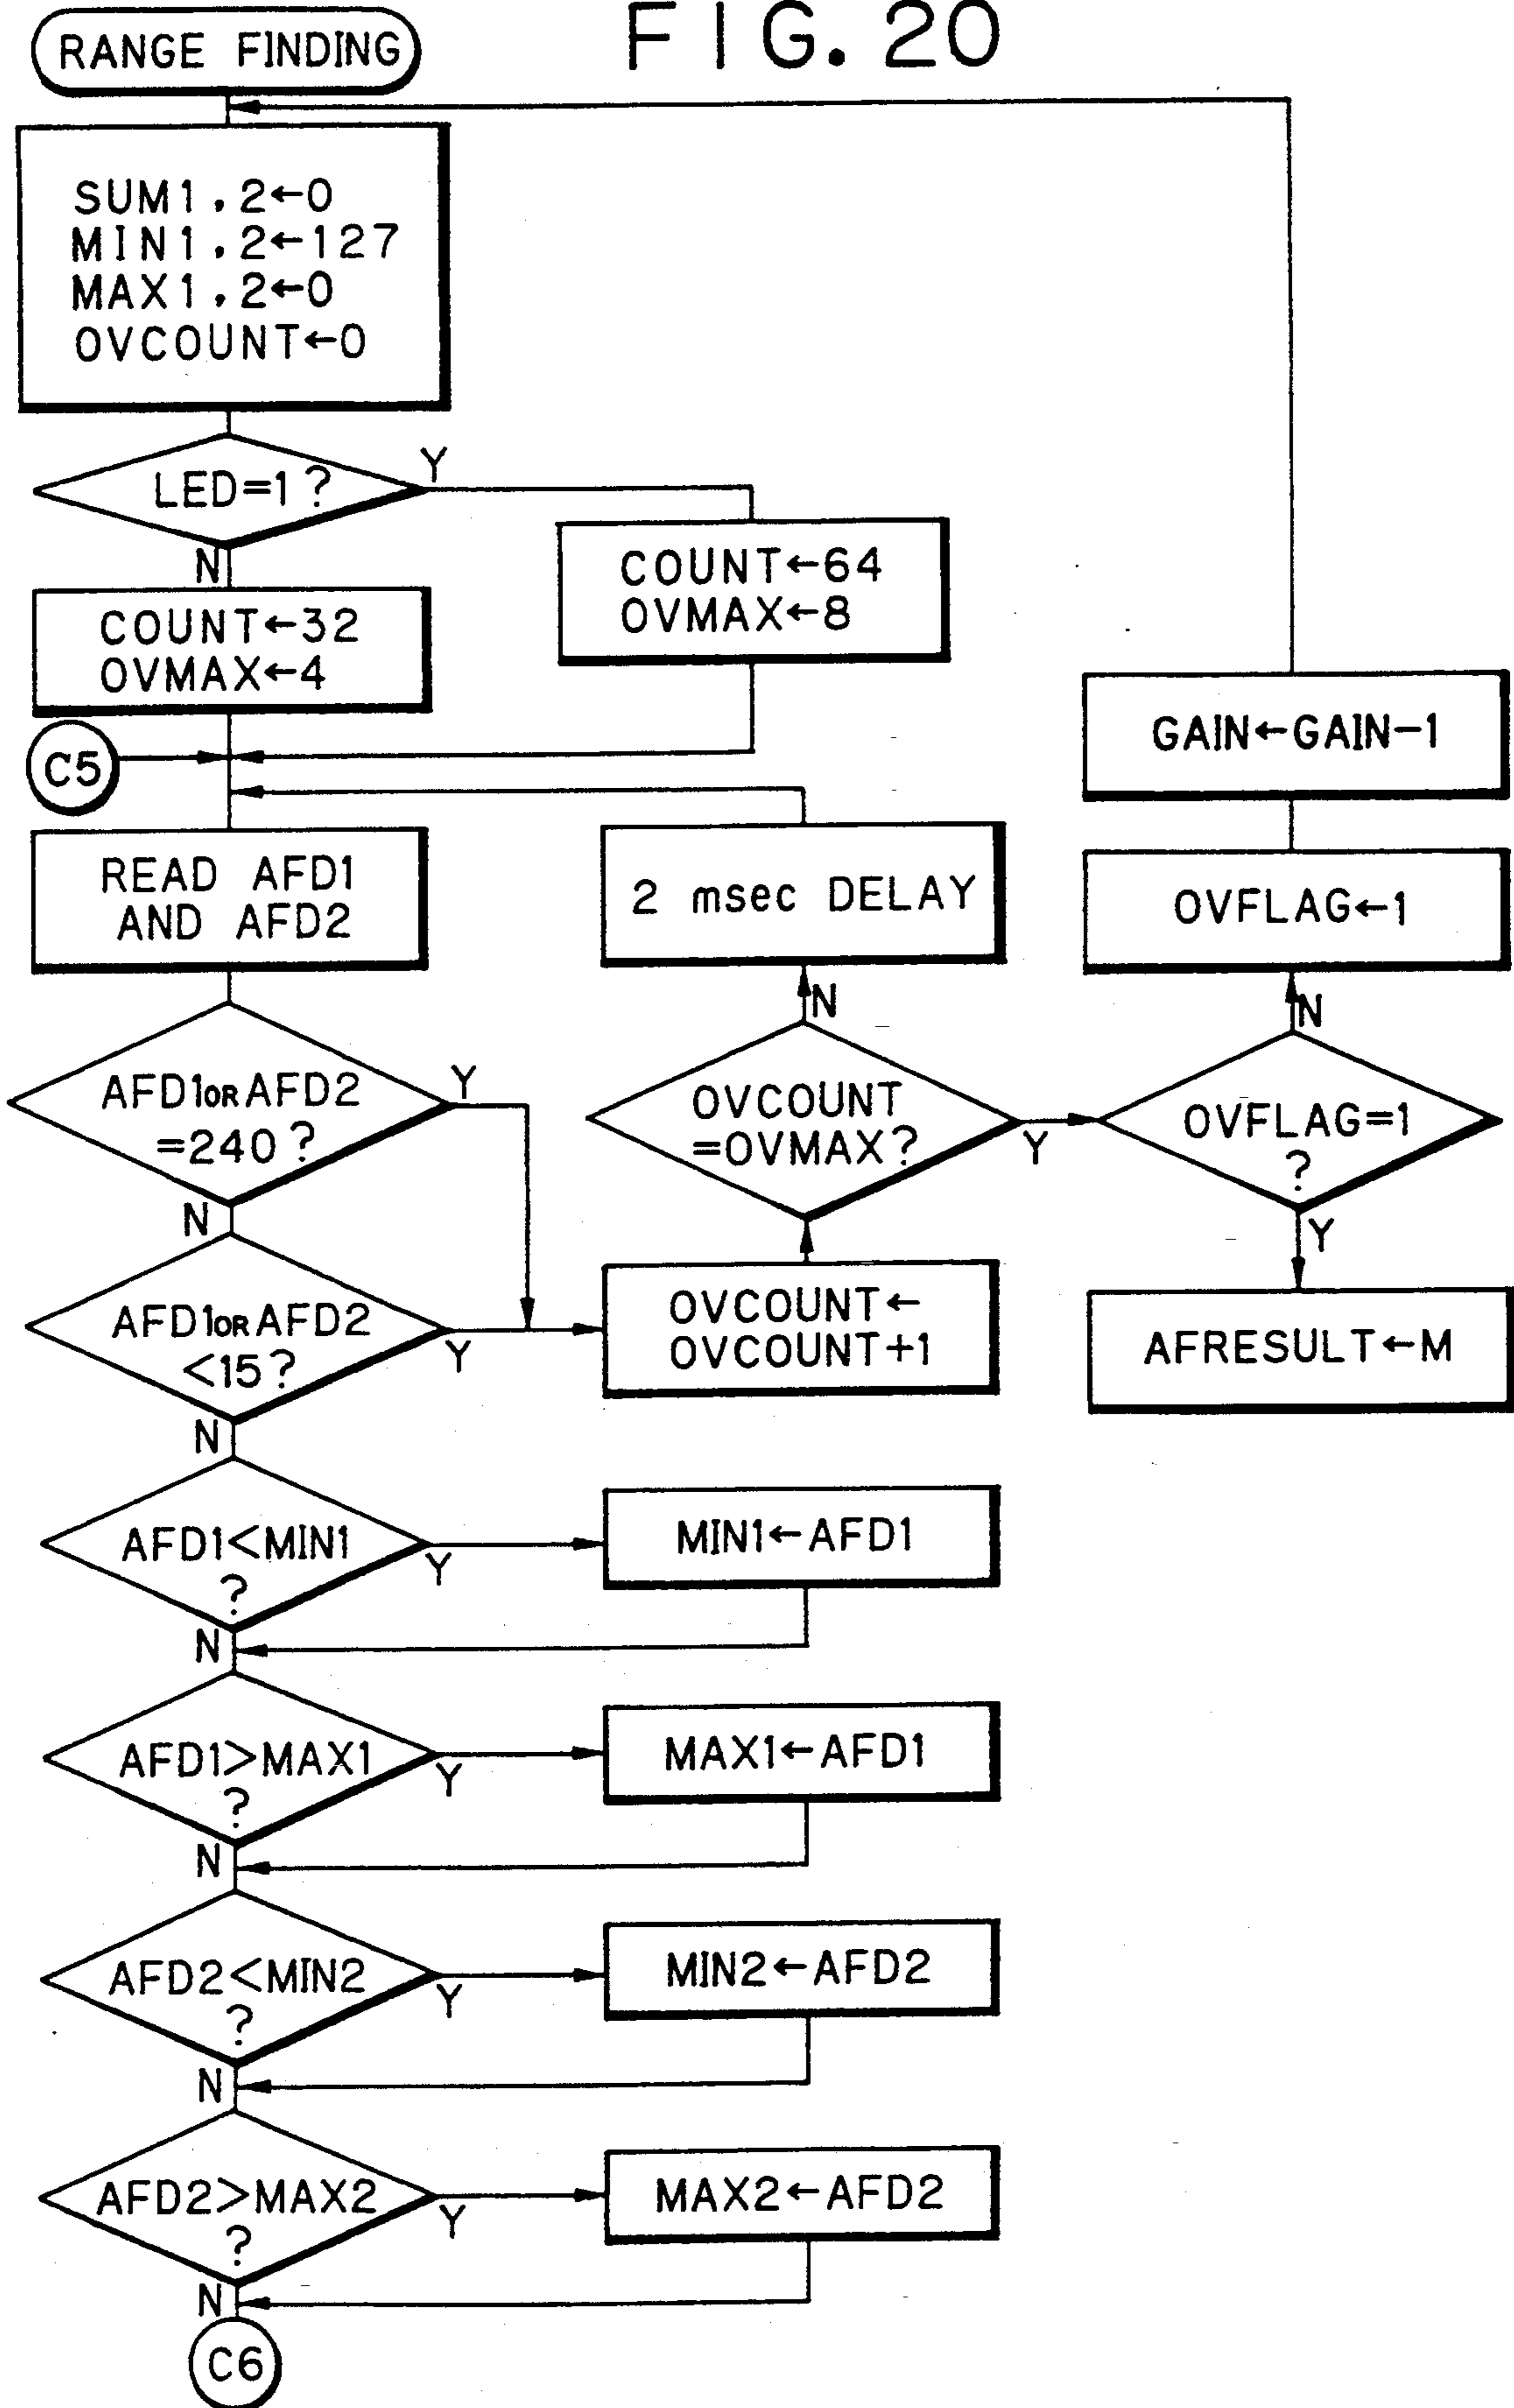 FIG. 20
RANGE FINDING
SUM1, 2←0
MIN1, 2←127
MAX1, 2←0
OVCOUNT←0
LED=1?
Y
N
COUNT←64
OVMAX←8
COUNT←32
OVMAX←4
C5
GAIN←GAIN-1
READ AFD1
AND AFD2
2 msec DELAY
OVFLAG←1
N
N
AFD1 OR AFD2
=240?
Y
N
OVCOUNT
=OVMAX?
Y
OVFLAG=1
?
Y
AFD1 OR AFD2
<15?
Y
N
OVCOUNT←
OVCOUNT+1
AFRESULT←M
AFD1<MIN1
?
Y
N
MIN1←AFD1
AFD1>MAX1
?
Y
N
MAX1←AFD1
AFD2<MIN2
?
Y
N
MIN2←AFD2
AFD2>MAX2
?
Y
N
MAX2←AFD2
C6